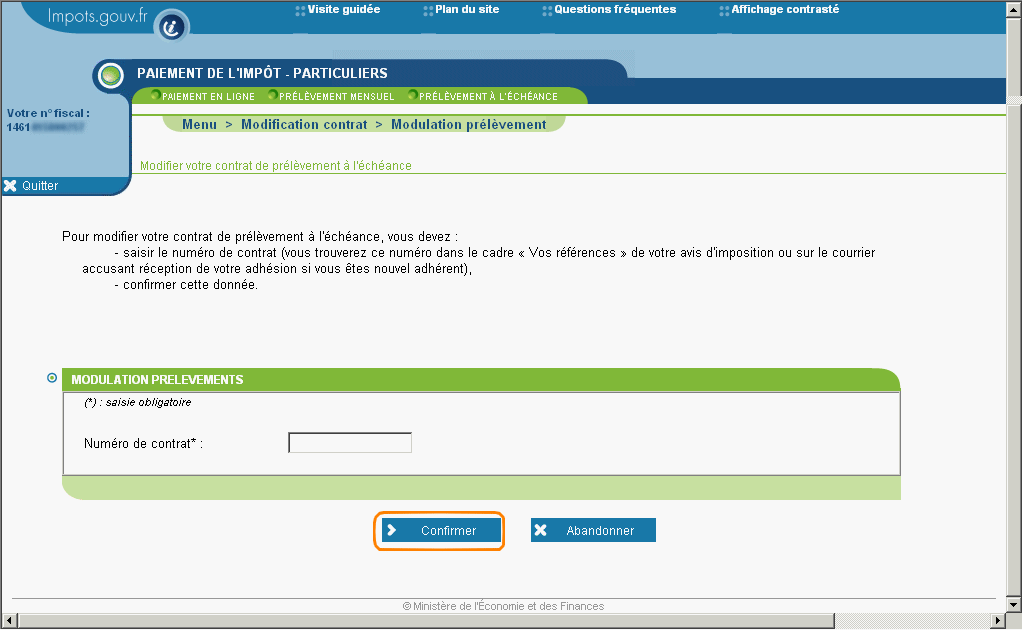 Impots.gouv.fr
Visite guidée Plan du site Questions fréquentes Affichage contrasté
PAIEMENT DE L'IMPÔT - PARTICULIERS
PAIEMENT EN LIGNE PRÉLÈVEMENT MENSUEL PRÉLÈVEMENT À L'ÉCHÉANCE
Votre n° fiscal :
1461
Menu > Modification contrat > Modulation prélèvement
Modifier votre contrat de prélèvement à l'échéance
Quitter
Pour modifier votre contrat de prélèvement à l'échéance, vous devez :
- saisir le numéro de contrat (vous trouverez ce numéro dans le cadre « Vos références » de votre avis d'imposition ou sur le courrier
accusant réception de votre adhésion si vous êtes nouvel adhérent),
- confirmer cette donnée.
MODULATION PRELEVEMENTS
(*) : saisie obligatoire
Numéro de contrat* :
Confirmer Abandonner
© Ministère de l'Économie et des Finances